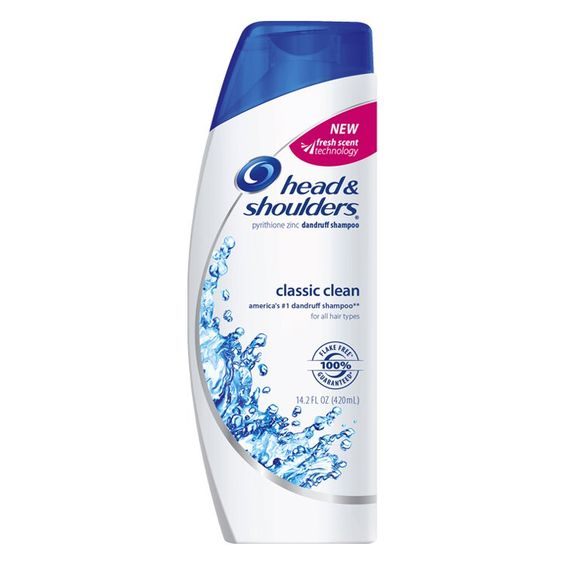 NEW
fresh scent
technology
head &
shoulders®
pyrithione zinc dandruff shampoo
classic clean
america's #1 dandruff shampoo**
for all hair types
FLAKE FREE*
100%
GUARANTEED†
14.2 FL OZ (420mL)